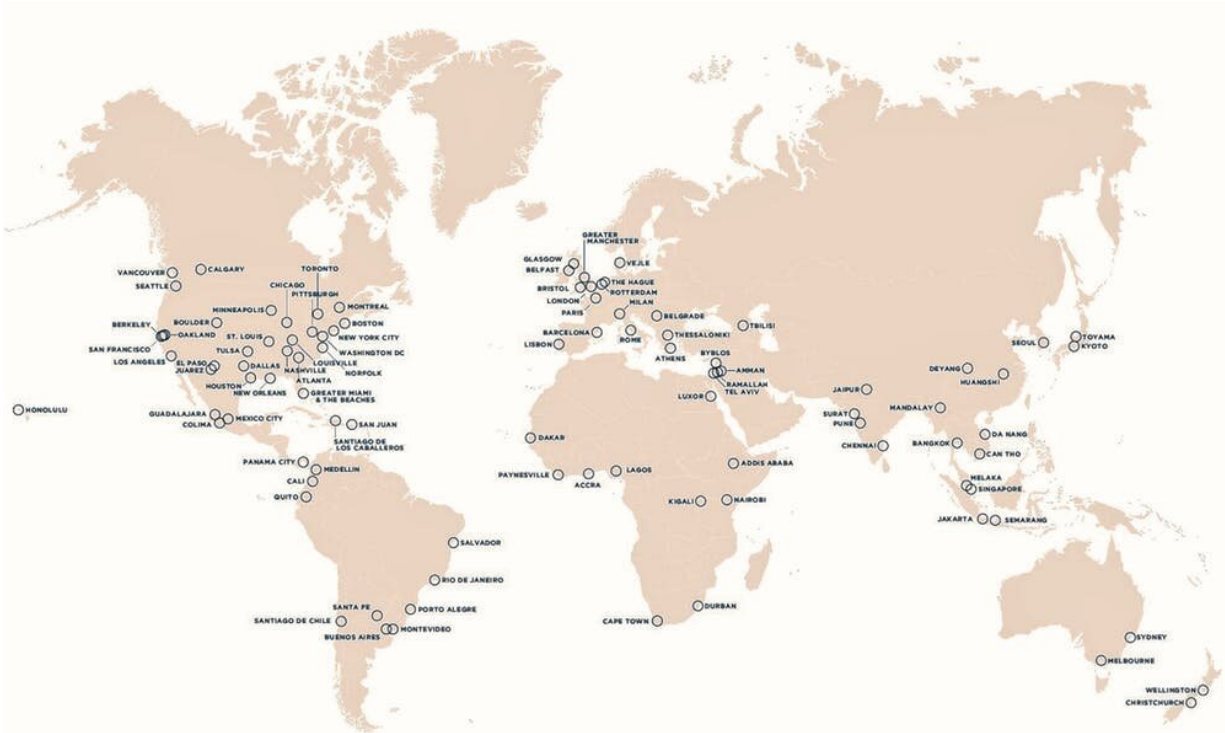 GREATER
MANCHESTER
GLASGOW
BELFAST
VEJLE
THE HAGUE
BRISTOL
ROTTERDAM
LONDON
MILAN
PARIS
BELGRADE
TBILISI
BARCELONA
ROME
THESSALONIKI
LISBON
ATHENS
BYBLOS
AMMAN
RAMALLAH
TEL AVIV
LUXOR
VANCOUVER
CALGARY
SEATTLE
TORONTO
CHICAGO
PITTSBURGH
MINNEAPOLIS
MONTREAL
BOULDER
BOSTON
BERKELEY
OAKLAND
ST. LOUIS
NEW YORK CITY
SAN FRANCISCO
TULSA
WASHINGTON DC
LOS ANGELES
EL PASO
DALLAS
LOUISVILLE
JUAREZ
NASHVILLE
NORFOLK
HOUSTON
ATLANTA
NEW ORLEANS
GREATER MIAMI
& THE BEACHES
HONOLULU
GUADALAJARA
MEXICO CITY
COLIMA
SAN JUAN
SANTIAGO DE
LOS CABALLEROS
PANAMA CITY
MEDELLIN
CALI
QUITO
SALVADOR
RIO DE JANEIRO
SANTA FE
PORTO ALEGRE
SANTIAGO DE CHILE
BUENOS AIRES
MONTEVIDEO
DAKAR
PAYNESVILLE
ACCRA
LAGOS
ADDIS ABABA
KIGALI
NAIROBI
DURBAN
CAPE TOWN
SEOUL
TOYAMA
KYOTO
DEYANG
HUANGSHI
JAIPUR
SURAT
MANDALAY
PUNE
CHENNAI
BANGKOK
DA NANG
CAN THO
MELAKA
SINGAPORE
JAKARTA
SEMARANG
SYDNEY
MELBOURNE
WELLINGTON
CHRISTCHURCH